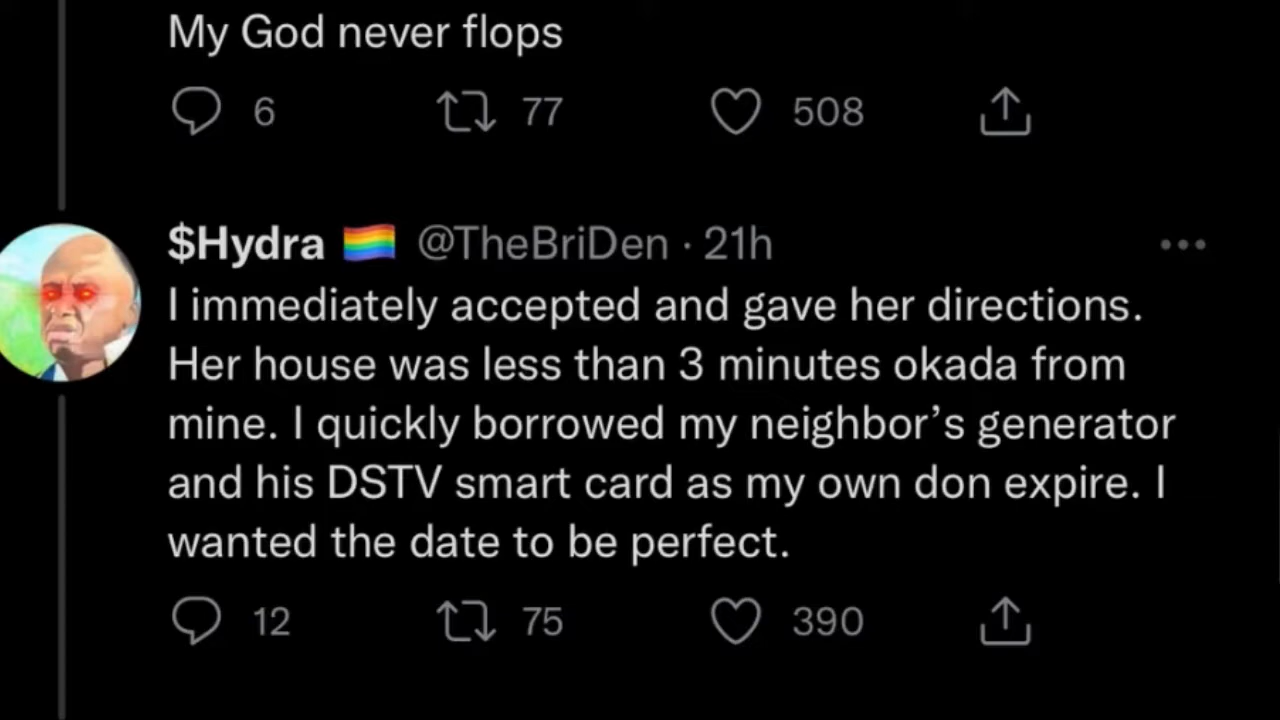 My God never flops
6 77 508
$Hydra 🏳️‍🌈 @TheBriDen · 21h
I immediately accepted and gave her directions.
Her house was less than 3 minutes okada from
mine. I quickly borrowed my neighbor’s generator
and his DSTV smart card as my own don expire. I
wanted the date to be perfect.
12 75 390